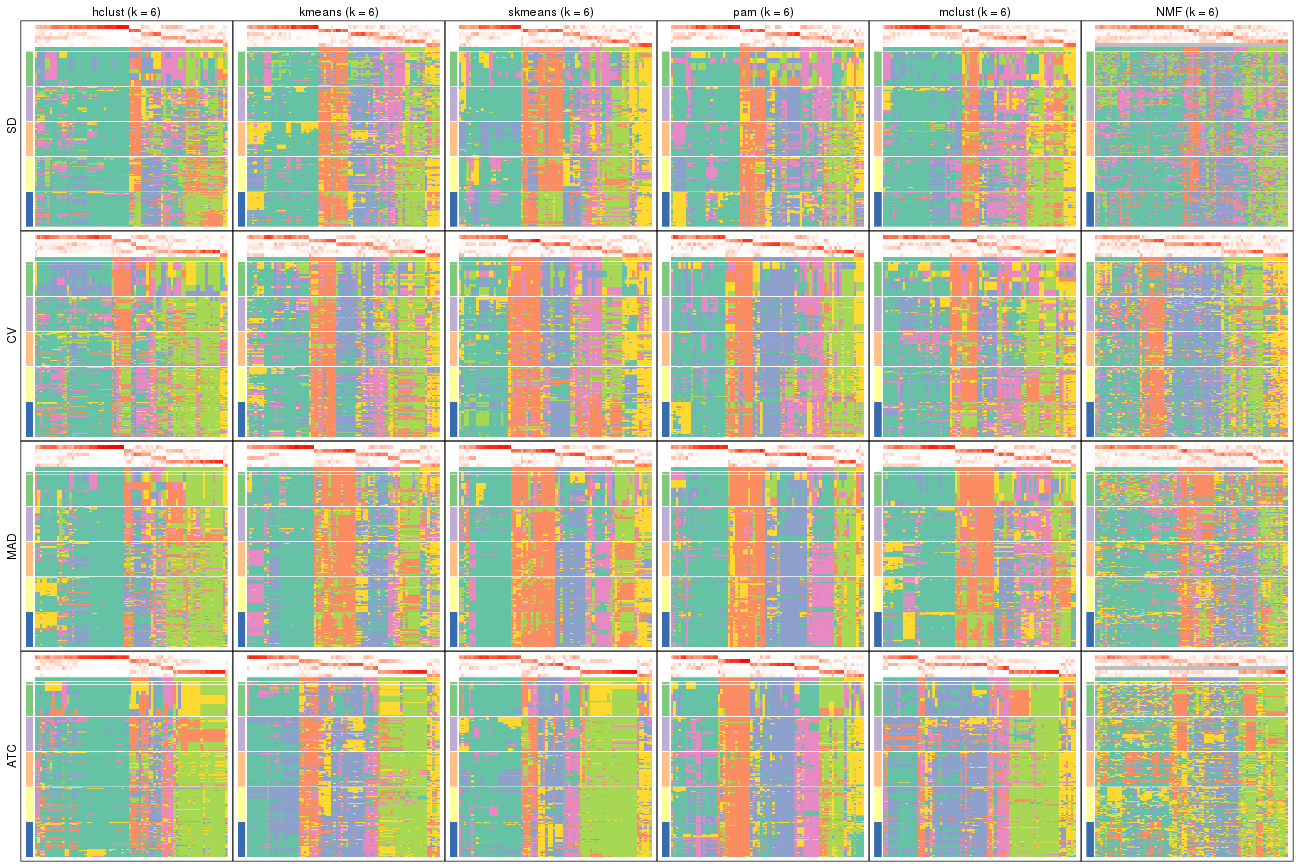 hclust (k = 6)
kmeans (k = 6)
skmeans (k = 6)
pam (k = 6)
mclust (k = 6)
NMF (k = 6)
SD
CV
MAD
ATC